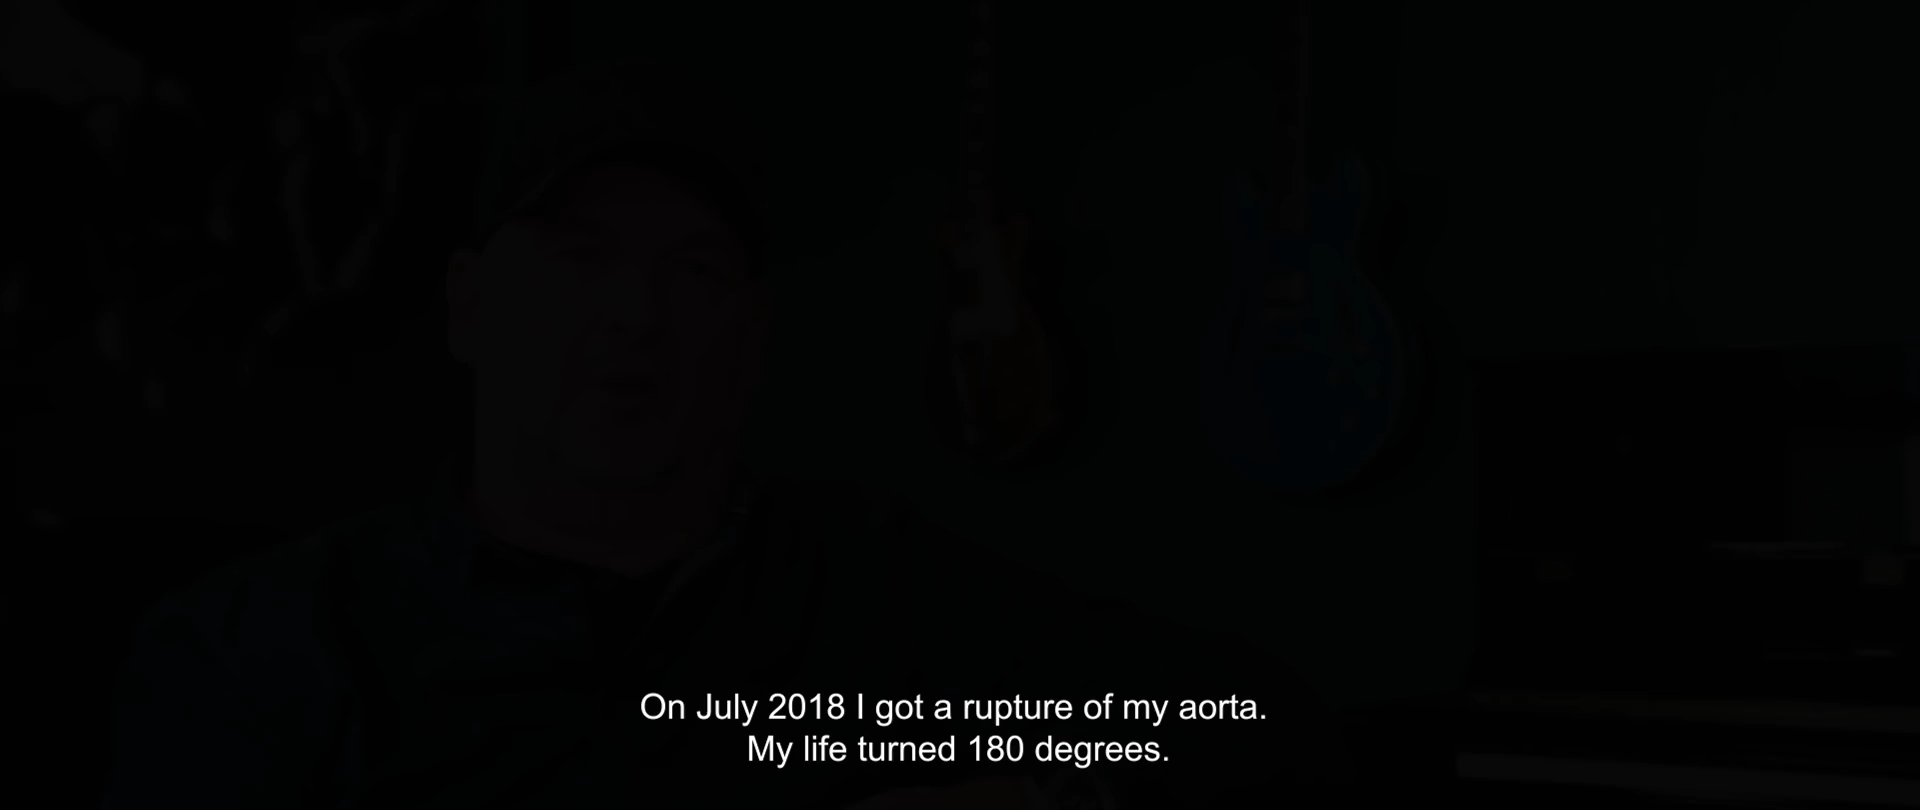 On July 2018 I got a rupture of my aorta.
My life turned 180 degrees.